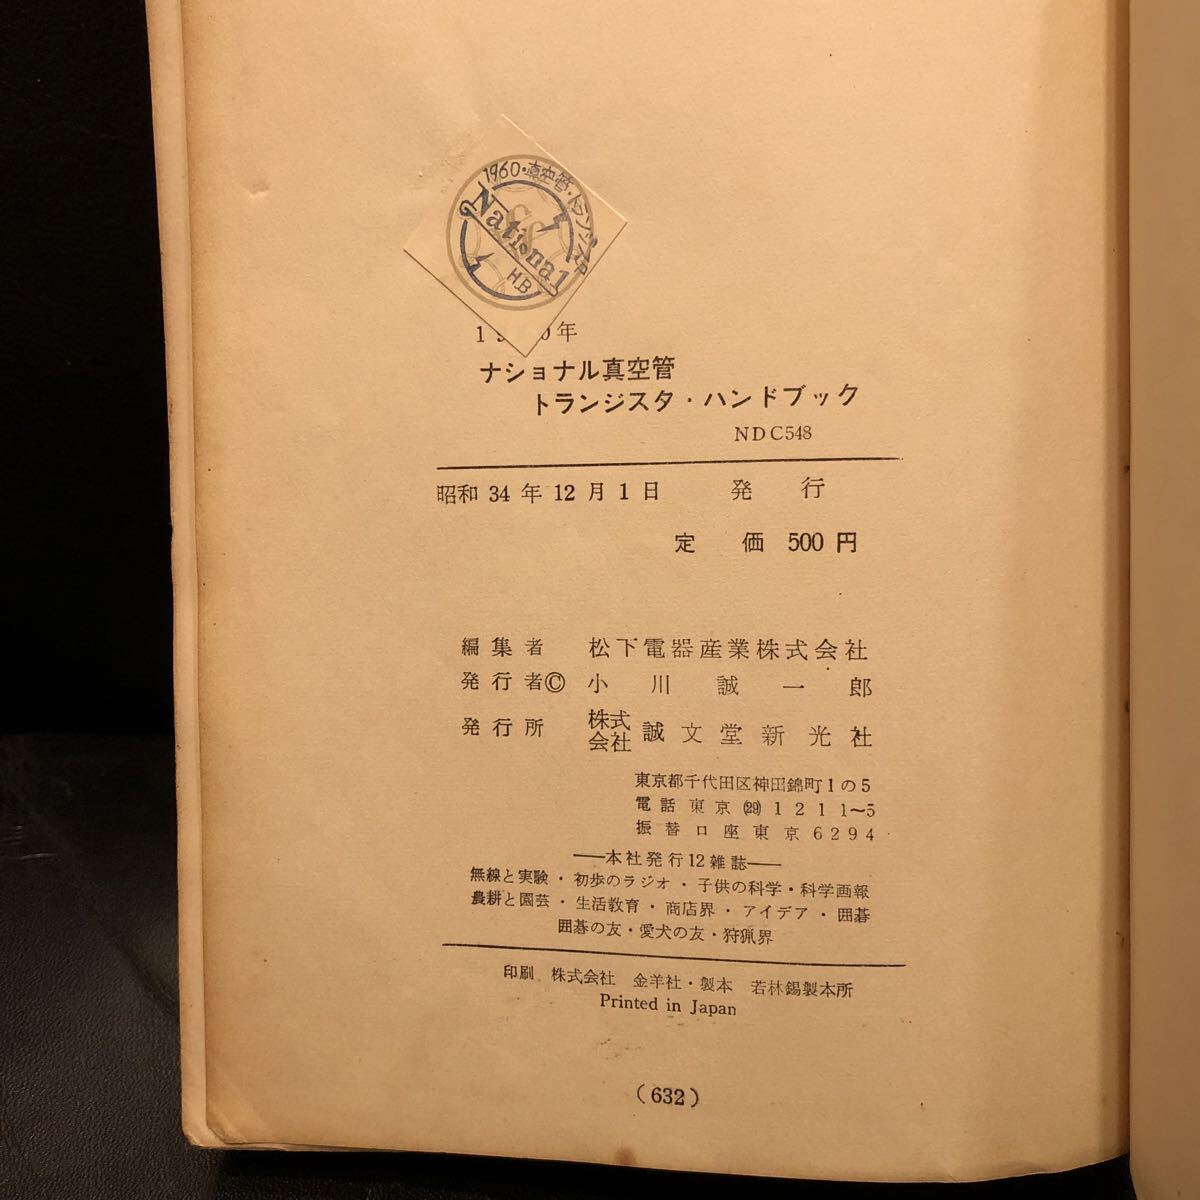 1960・真空管・トランジスタ
National
H.B
ナショナル真空管
トランジスタ・ハンドブック
NDC548
昭和 34 年 12 月 1 日 発 行
定 価 500 円
編 集 者 松下電器産業株式会社
発 行 者 © 小 川 誠 一 郎
発 行 所 株式会社 誠 文 堂 新 光 社
東京都千代田区神田錦町1の5
電 話 東 京 (29) 1 2 1 1〜5
振 替 口 座 東 京 6 2 9 4
――本社発行12雑誌――
無線と実験・初歩のラジオ・子供の科学・科学画報
農耕と園芸・生活教育・商店界・アイデア・囲碁
囲碁の友・愛犬の友・狩猟界
印刷 株式会社 金羊社・製本 若林錫製本所
Printed in Japan
(632)